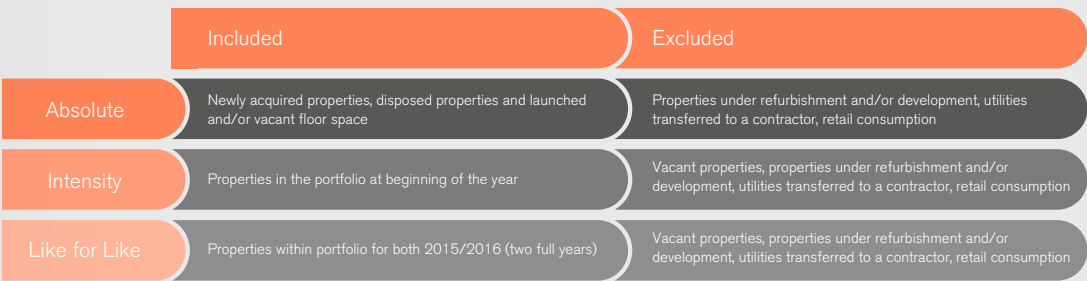 Included
Excluded
Absolute
Newly acquired properties, disposed properties and launched
and/or vacant floor space
Properties under refurbishment and/or development, utilities
transferred to a contractor, retail consumption
Intensity
Properties in the portfolio at beginning of the year
Vacant properties, properties under refurbishment and/or
development, utilities transferred to a contractor, retail consumption
Like for Like
Properties within portfolio for both 2015/2016 (two full years)
Vacant properties, properties under refurbishment and/or
development, utilities transferred to a contractor, retail consumption